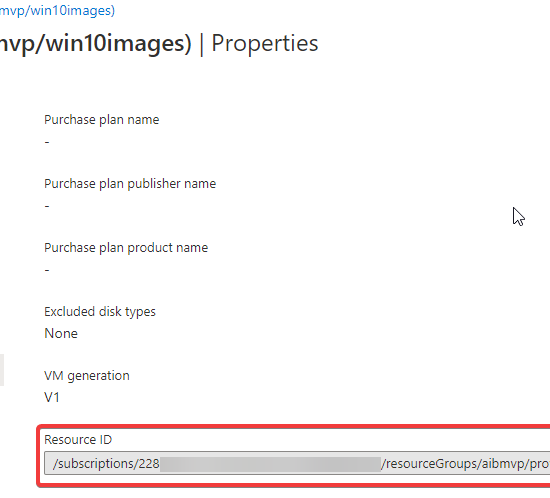 mvp/win10images)
mvp/win10images) | Properties
Purchase plan name
-
Purchase plan publisher name
-
Purchase plan product name
-
Excluded disk types
None
VM generation
V1
Resource ID
/subscriptions/228 /resourceGroups/aibmvp/pro